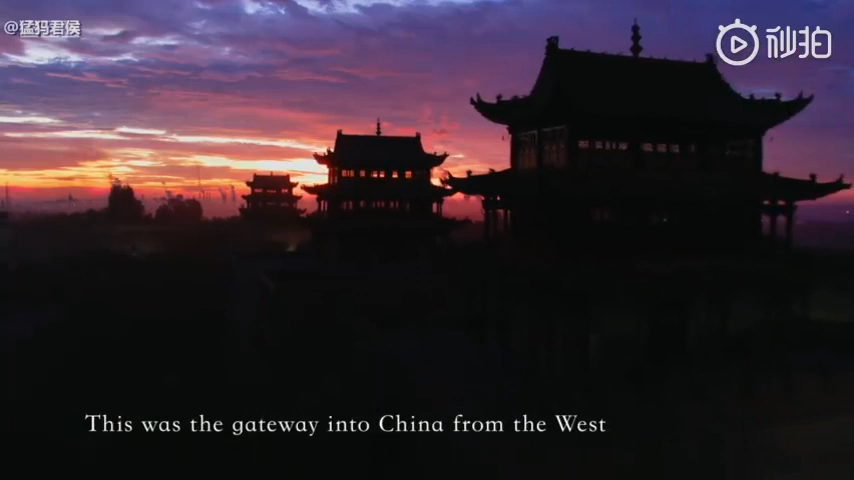 @猛犸君侯
秒拍
This was the gateway into China from the West